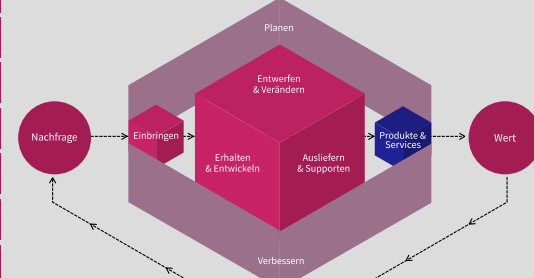 Planen
Entwerfen
& Verändern
Nachfrage
Einbringen
Produkte &
Services
Wert
Erhalten
& Entwickeln
Ausliefern
& Supporten
Verbessern